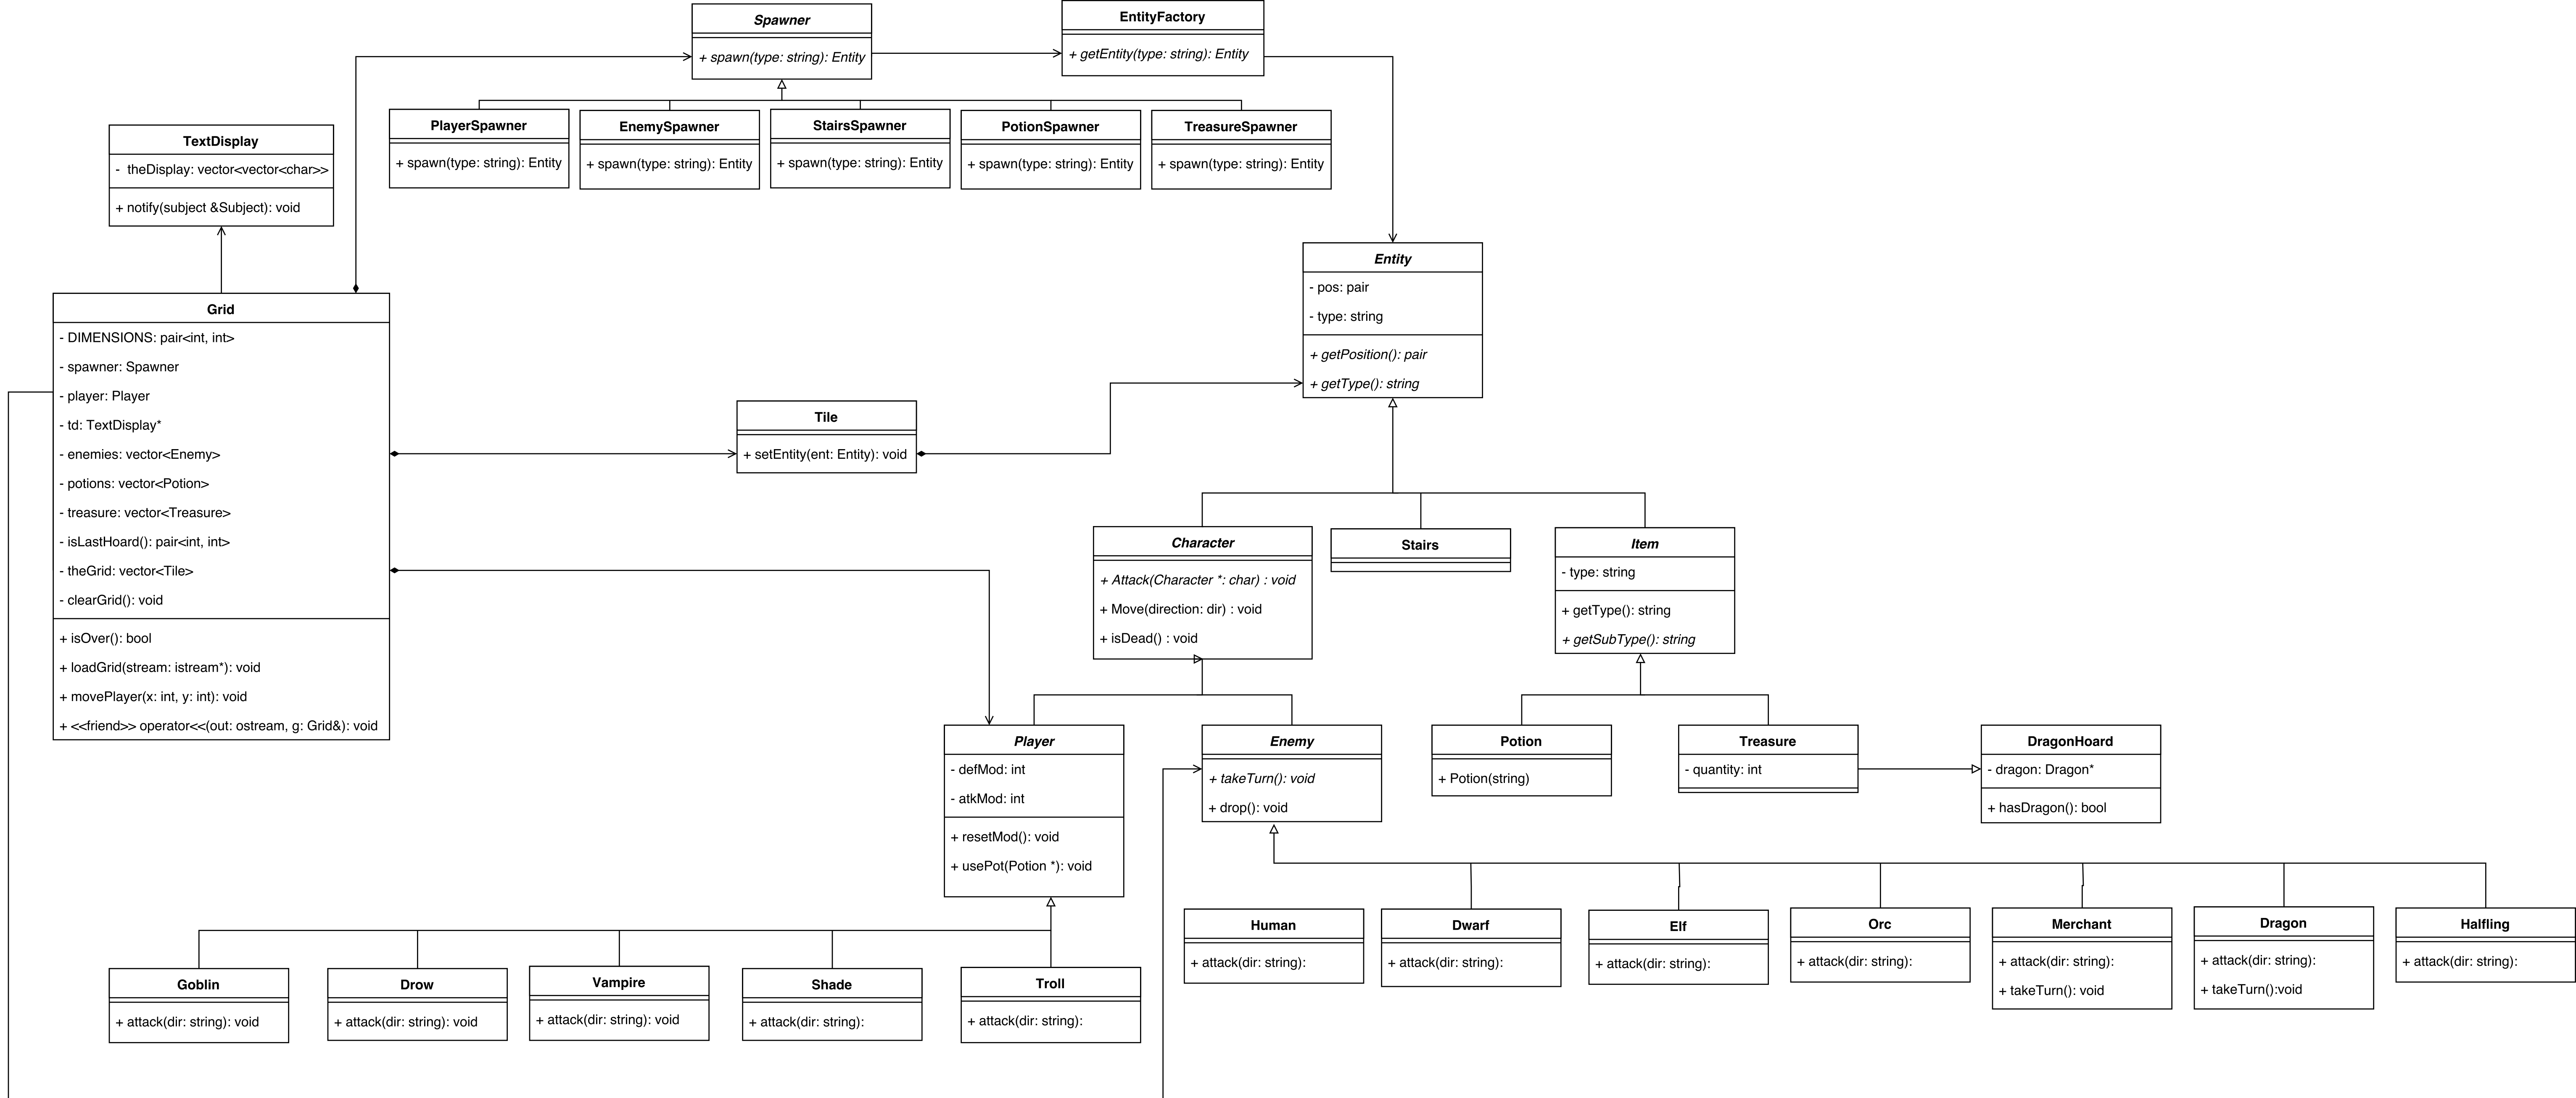 Spawner
+ spawn(type: string): Entity
EntityFactory
+ getEntity(type: string): Entity
PlayerSpawner
+ spawn(type: string): Entity
EnemySpawner
+ spawn(type: string): Entity
StairsSpawner
+ spawn(type: string): Entity
PotionSpawner
+ spawn(type: string): Entity
TreasureSpawner
+ spawn(type: string): Entity
TextDisplay
- theDisplay: vector<vector<char>>
+ notify(subject &Subject): void
Grid
- DIMENSIONS: pair<int, int>
- spawner: Spawner
- player: Player
- td: TextDisplay*
- enemies: vector<Enemy>
- potions: vector<Potion>
- treasure: vector<Treasure>
- isLastHoard(): pair<int, int>
- theGrid: vector<Tile>
- clearGrid(): void
+ isOver(): bool
+ loadGrid(stream: istream*): void
+ movePlayer(x: int, y: int): void
+ <<friend>> operator<<(out: ostream, g: Grid&): void
Tile
+ setEntity(ent: Entity): void
Entity
- pos: pair
- type: string
+ getPosition(): pair
+ getType(): string
Character
+ Attack(Character *: char) : void
+ Move(direction: dir) : void
+ isDead() : void
Stairs
Item
- type: string
+ getType(): string
+ getSubType(): string
Player
- defMod: int
- atkMod: int
+ resetMod(): void
+ usePot(Potion *): void
Enemy
+ takeTurn(): void
+ drop(): void
Potion
+ Potion(string)
Treasure
- quantity: int
DragonHoard
- dragon: Dragon*
+ hasDragon(): bool
Goblin
+ attack(dir: string): void
Drow
+ attack(dir: string): void
Vampire
+ attack(dir: string): void
Shade
+ attack(dir: string):
Troll
+ attack(dir: string):
Human
+ attack(dir: string):
Dwarf
+ attack(dir: string):
Elf
+ attack(dir: string):
Orc
+ attack(dir: string):
Merchant
+ attack(dir: string):
+ takeTurn(): void
Dragon
+ attack(dir: string):
+ takeTurn():void
Halfling
+ attack(dir: string):